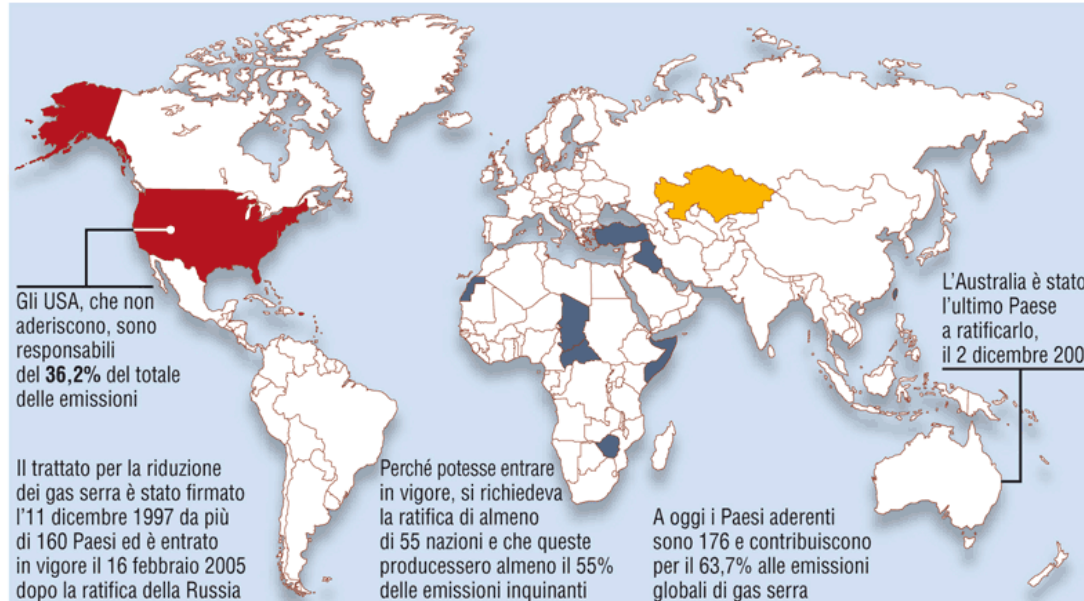 Gli USA, che non
aderiscono, sono
responsabili
del 36,2% del totale
delle emissioni
L'Australia è stato
l'ultimo Paese
a ratificarlo,
il 2 dicembre 200
Il trattato per la riduzione
dei gas serra è stato firmato
l'11 dicembre 1997 da più
di 160 Paesi ed è entrato
in vigore il 16 febbraio 2005
dopo la ratifica della Russia
Perché potesse entrare
in vigore, si richiedeva
la ratifica di almeno
di 55 nazioni e che queste
producessero almeno il 55%
delle emissioni inquinanti
A oggi i Paesi aderenti
sono 176 e contribuiscono
per il 63,7% alle emissioni
globali di gas serra